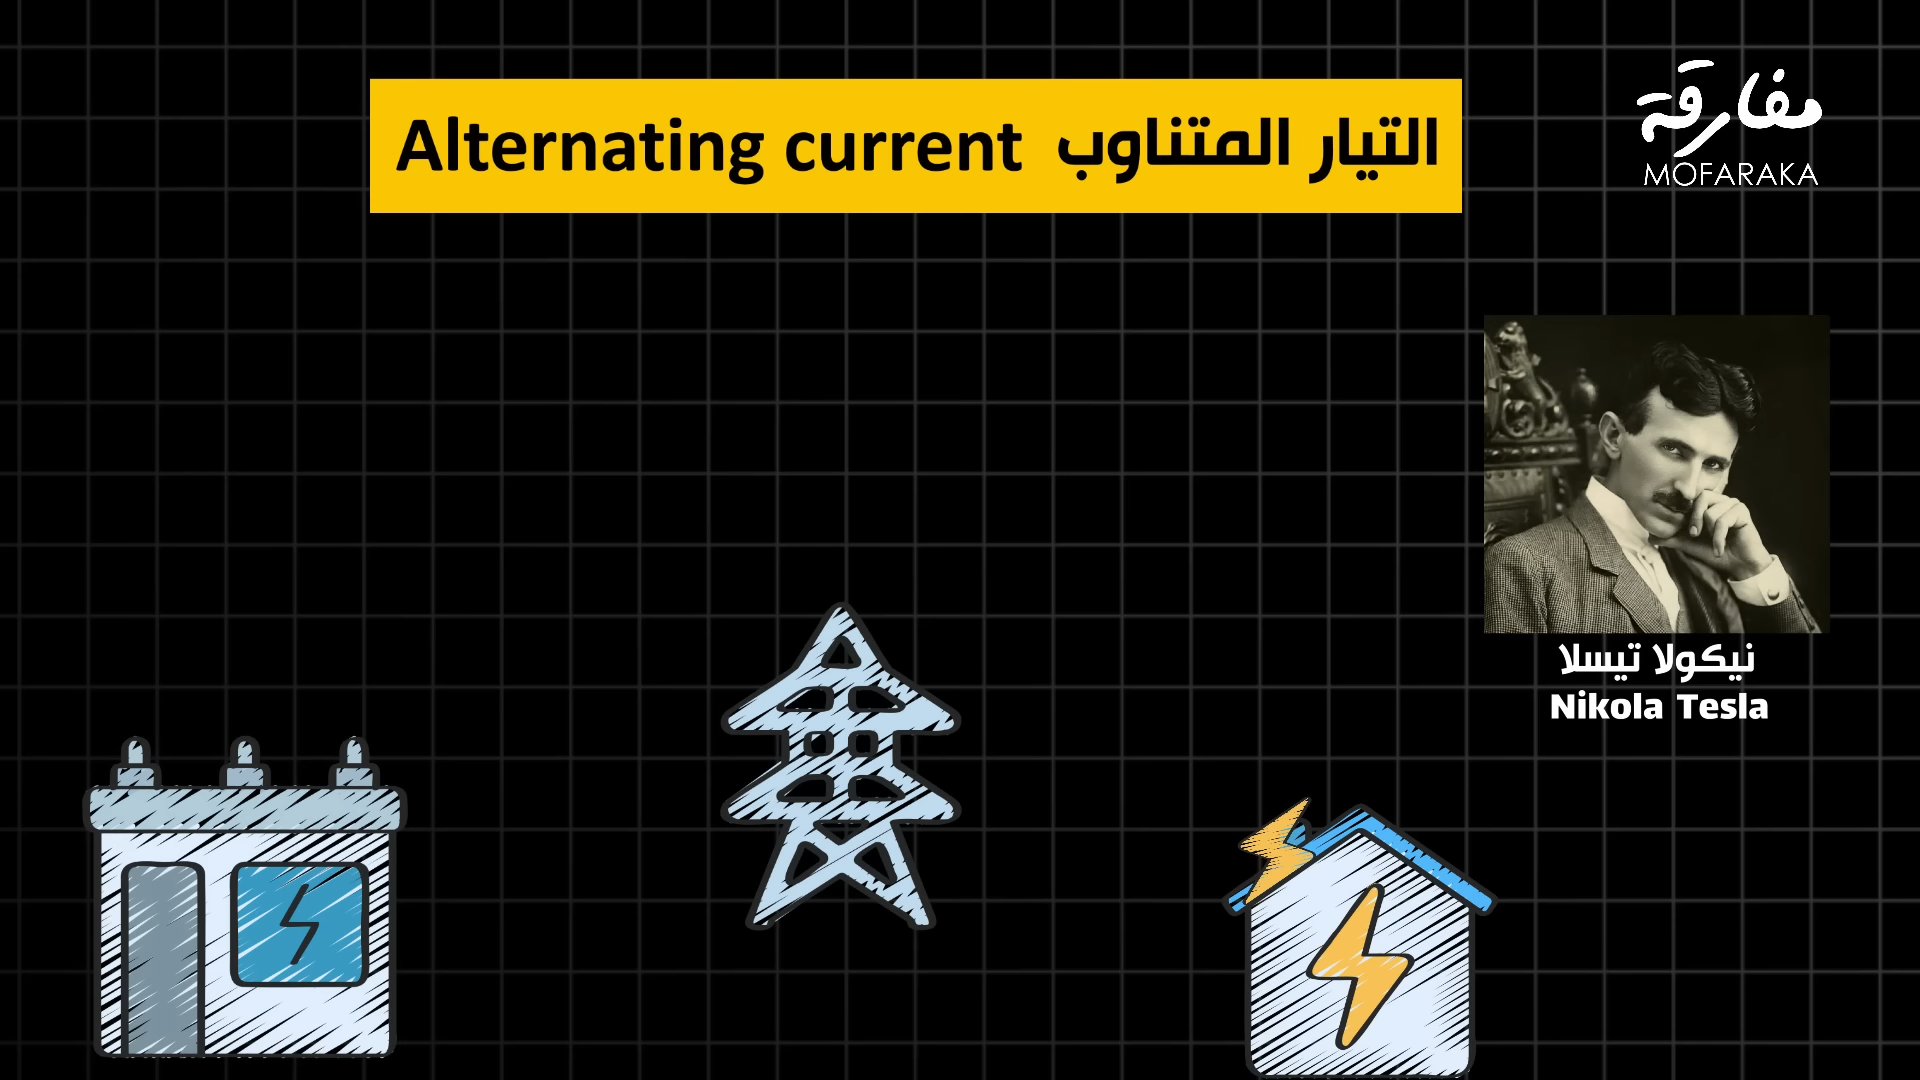 Alternating current التيار المتناوب
مفارقة
MOFARAKA
نيكولا تيسلا
Nikola Tesla